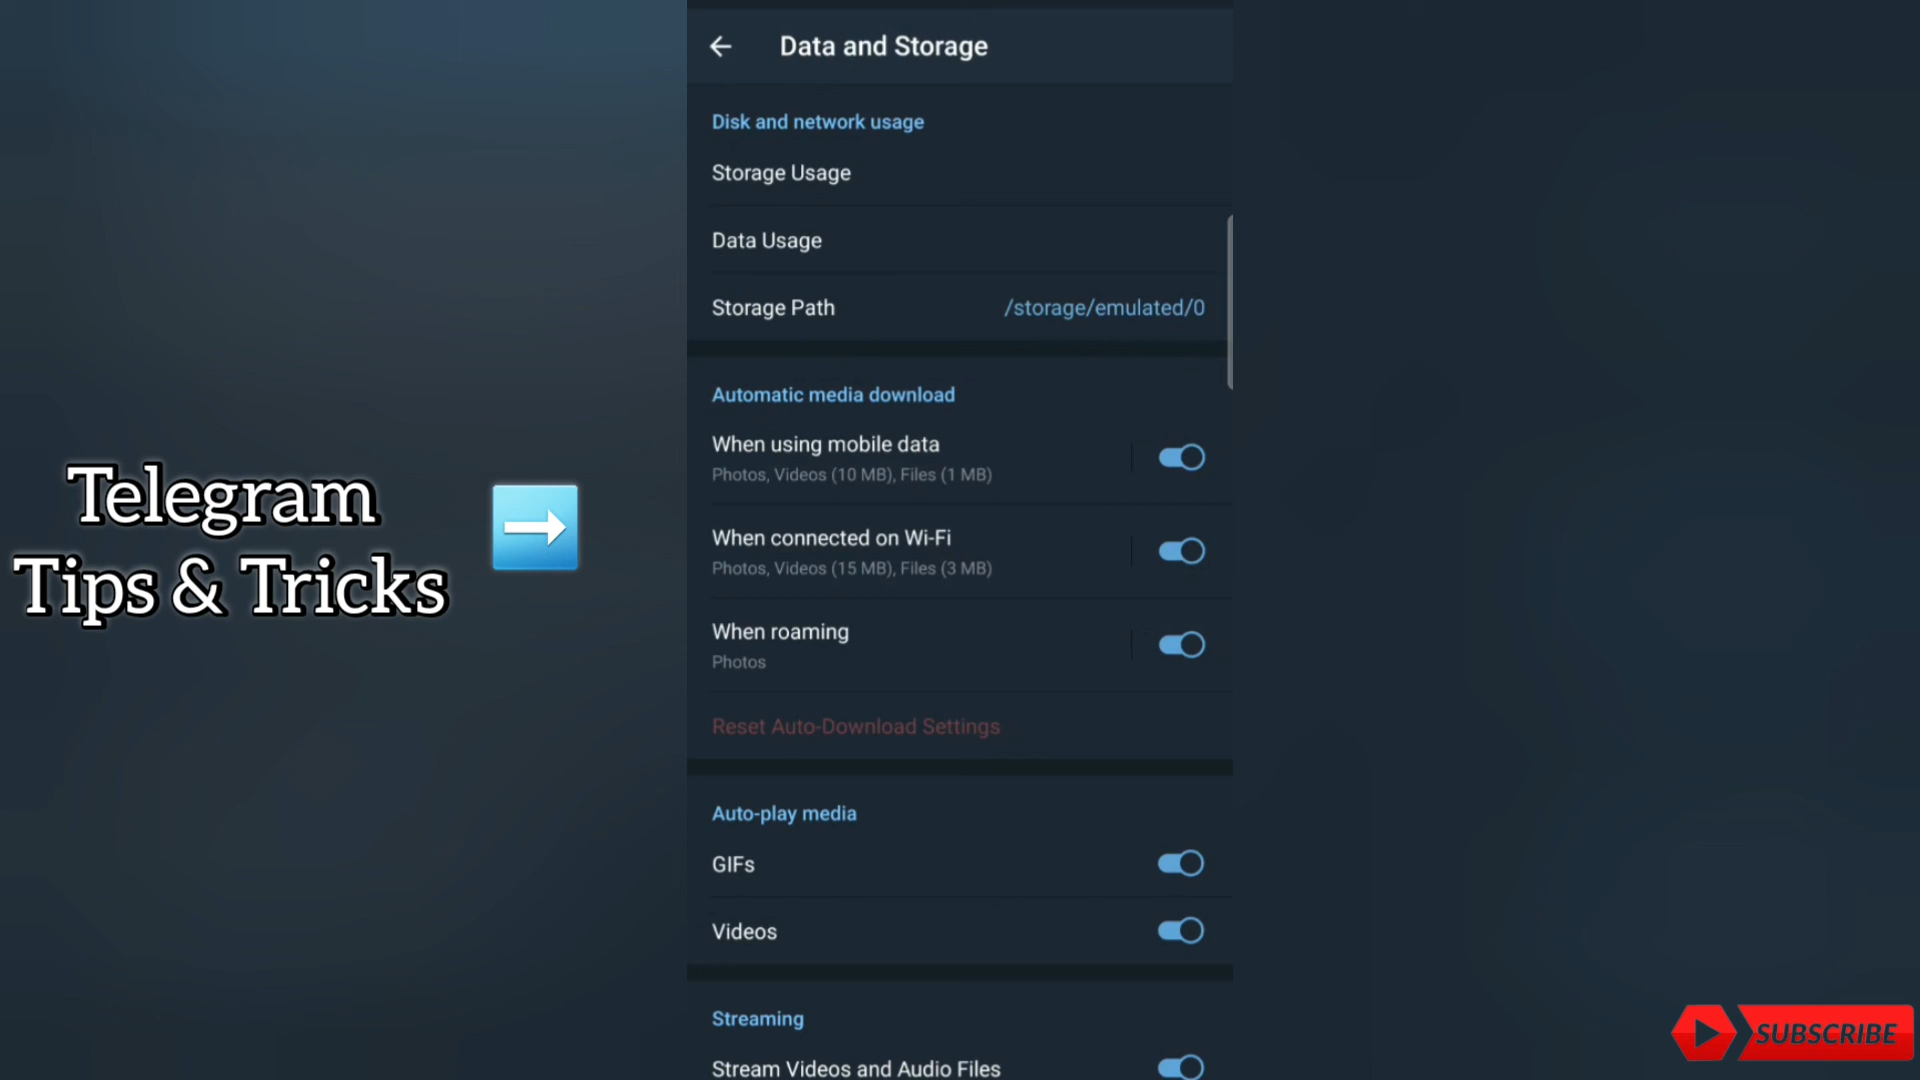 Telegram
Tips & Tricks
Data and Storage
Disk and network usage
Storage Usage
Data Usage
Storage Path /storage/emulated/0
Automatic media download
When using mobile data
Photos, Videos (10 MB), Files (1 MB)
When connected on Wi-Fi
Photos, Videos (15 MB), Files (3 MB)
When roaming
Photos
Reset Auto-Download Settings
Auto-play media
GIFs
Videos
Streaming
Stream Videos and Audio Files
SUBSCRIBE